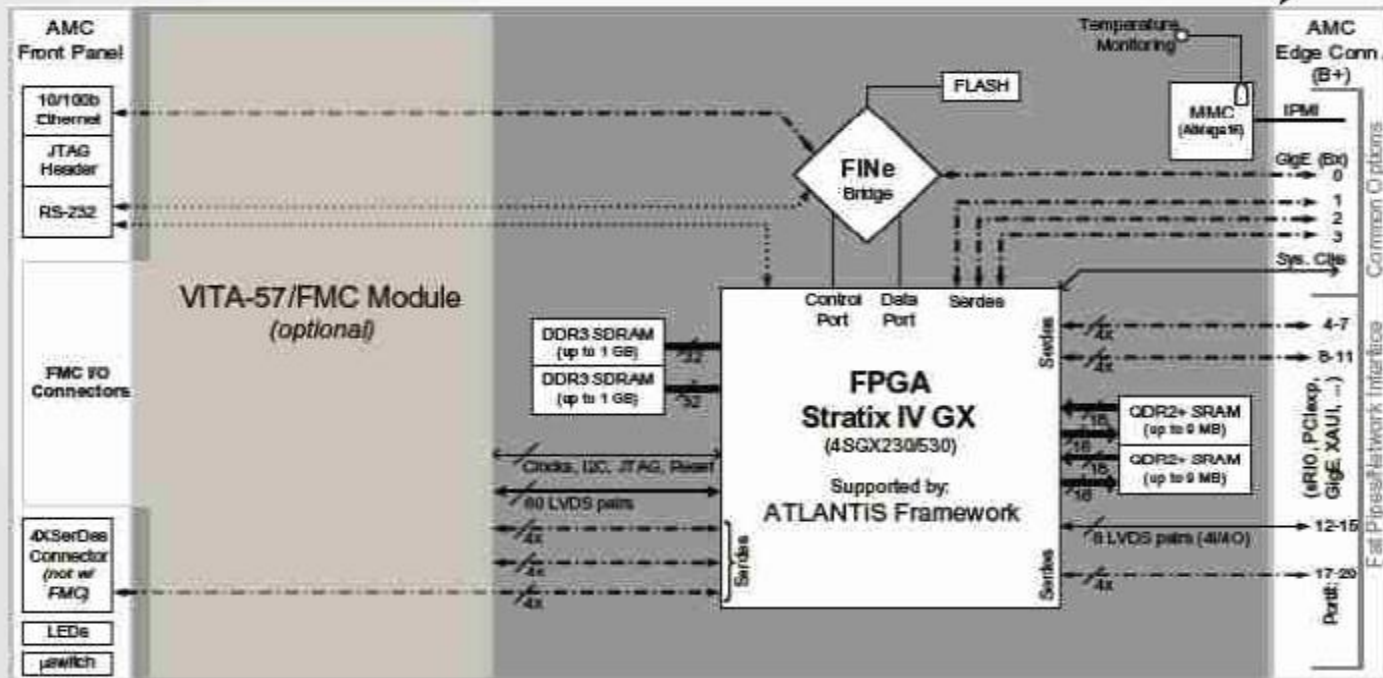 AMC
Front Panel
10/100b
Ethernet
JTAG
Header
RS-232
FMC I/O
Connectors
4XSerDes
Connector
(not w/
FMC)
LEDs
µswitch
VITA-57/FMC Module
(optional)
Temperature
Monitoring
FLASH
FINe
Bridge
MMC
(ATMega16)
AMC
Edge Conn.
(B+)
IPMI
GigE (Bx)
0
1
2
3
Sys. Clks
Common Options
Control
Port
Data
Port
Serdes
DDR3 SDRAM
(up to 1 GB)
32
DDR3 SDRAM
(up to 1 GB)
32
FPGA
Stratix IV GX
(4SGX230/530)
Supported by:
ATLANTIS Framework
Serdes
4x
4-7
4x
8-11
18
QDR2+ SRAM
(up to 9 MB)
18
18
QDR2+ SRAM
(up to 9 MB)
18
(sRIO, PCIexp,
GigE, XAUI, ...)
Fat Pipes/Network Interface
Clocks, I2C, JTAG, Reset
80 LVDS pairs
4x
4x
4x
Serdes
8 LVDS pairs (4I/4O)
12-15
Serdes
4x
17-20
Port#: